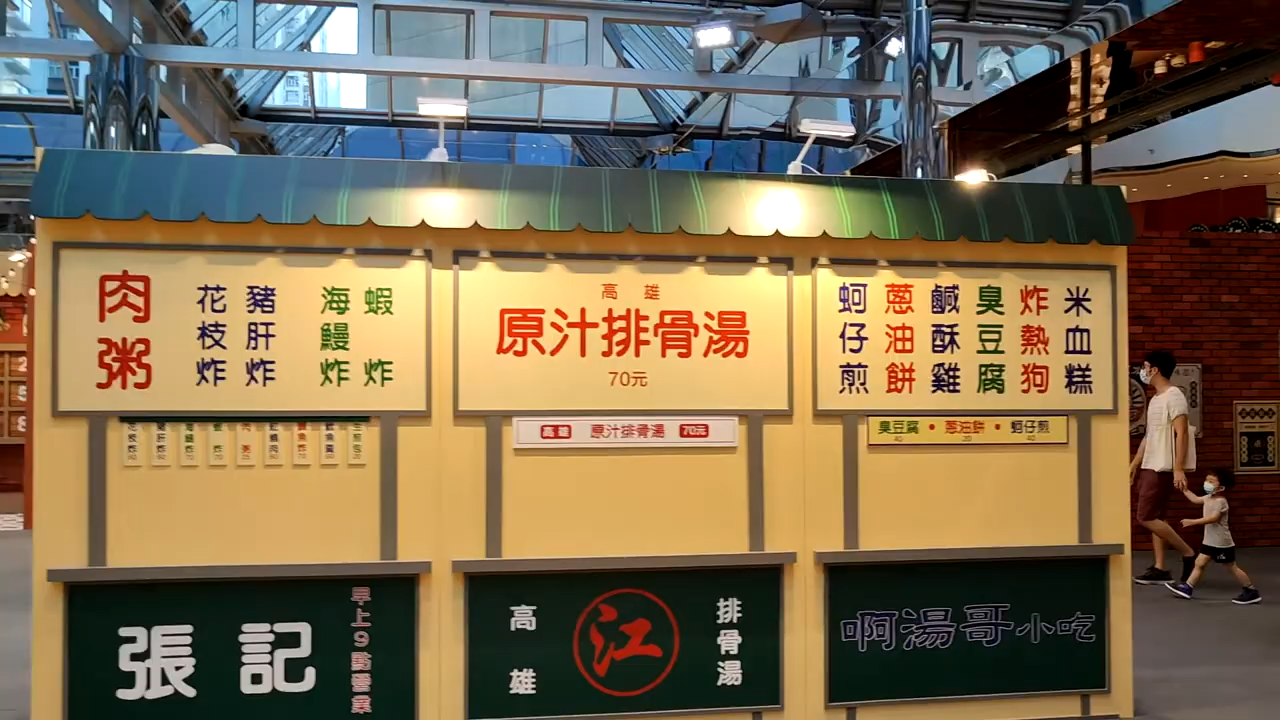 肉粥
花枝炸
豬肝炸
海鰻炸
蝦炸
高雄
原汁排骨湯
70元
蚵仔煎
蔥油餅
鹹酥雞
臭豆腐
炸熱狗
米血糕
高雄 原汁排骨湯 70元
臭豆腐 • 蔥油餅 • 蚵仔煎
40 20 40
張記
早上9點營業
高雄
江
排骨湯
啊湯哥小吃